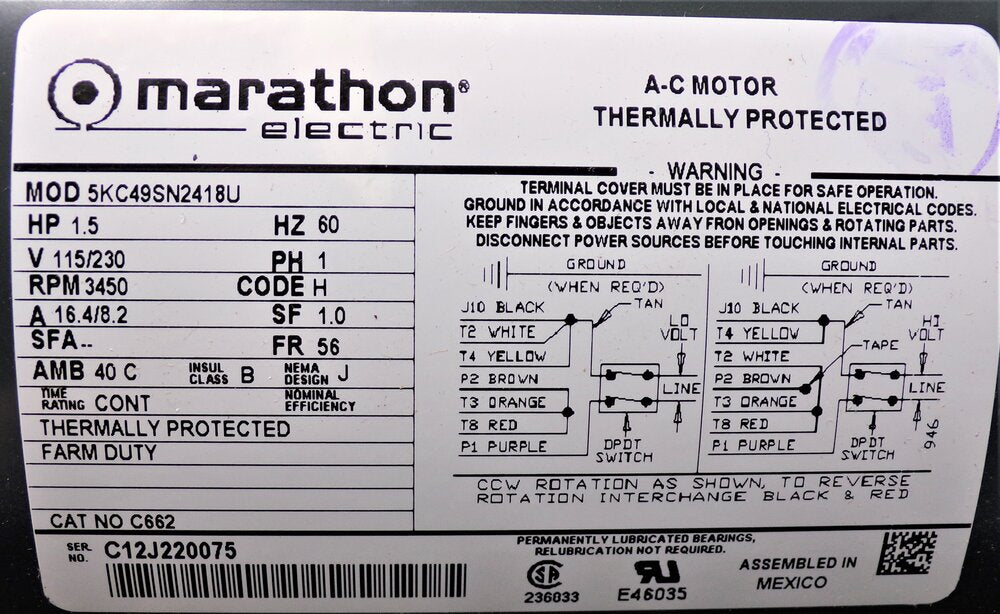 marathon®
electric
A-C MOTOR
THERMALLY PROTECTED
MOD 5KC49SN2418U
HP 1.5 HZ 60
V 115/230 PH 1
RPM 3450 CODE H
A 16.4/8.2 SF 1.0
SFA -- FR 56
AMB 40 C INSUL CLASS B NEMA DESIGN J
TIME RATING CONT NOMINAL EFFICIENCY
THERMALLY PROTECTED
FARM DUTY
CAT NO C662
SER. NO. C12J220075
- WARNING -
TERMINAL COVER MUST BE IN PLACE FOR SAFE OPERATION.
GROUND IN ACCORDANCE WITH LOCAL & NATIONAL ELECTRICAL CODES.
KEEP FINGERS & OBJECTS AWAY FROM OPENINGS & ROTATING PARTS.
DISCONNECT POWER SOURCES BEFORE TOUCHING INTERNAL PARTS.
GROUND
(WHEN REQ'D)
J10 BLACK
TAN
T2 WHITE
LO
VOLT
T4 YELLOW
P2 BROWN
LINE
T3 ORANGE
T8 RED
P1 PURPLE
DPDT
SWITCH
GROUND
(WHEN REQ'D)
J10 BLACK
TAN
T4 YELLOW
HI
VOLT
T2 WHITE
TAPE
P2 BROWN
LINE
T3 ORANGE
T8 RED
P1 PURPLE
DPDT
SWITCH
946
CCW ROTATION AS SHOWN, TO REVERSE
ROTATION INTERCHANGE BLACK & RED
PERMANENTLY LUBRICATED BEARINGS,
RELUBRICATION NOT REQUIRED.
236033
E46035
ASSEMBLED IN
MEXICO